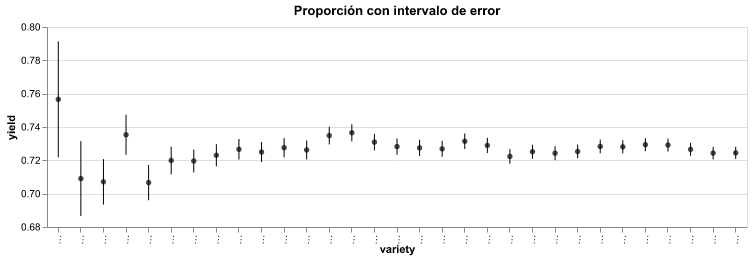 Proporción con intervalo de error
0.80
0.78
0.76
0.74
0.72
0.70
0.68
yield
… … … … … … … … … … … … … … … … … … … … … … … … … … … … … … …
variety